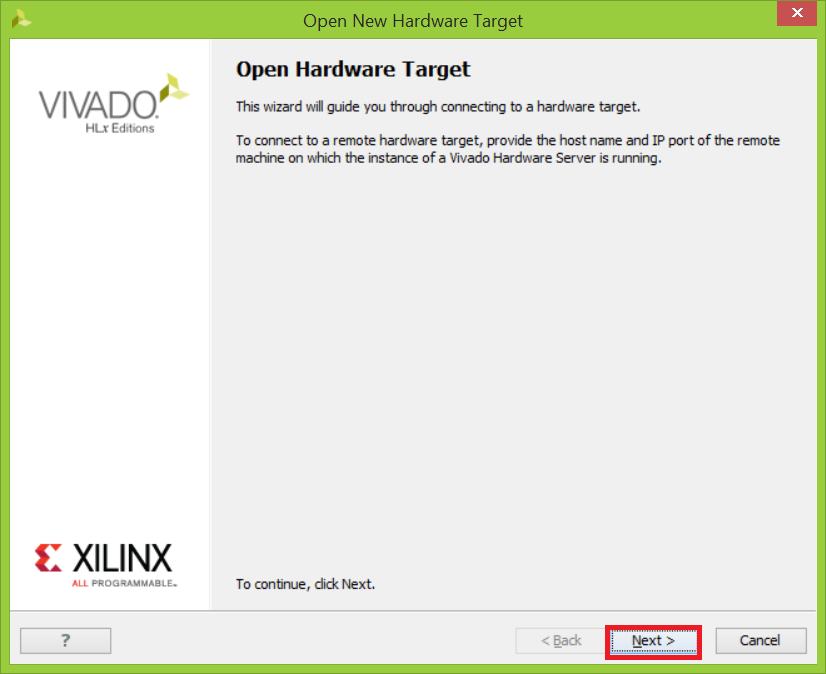 Open New Hardware Target
VIVADO.
HLx Editions
Open Hardware Target
This wizard will guide you through connecting to a hardware target.
To connect to a remote hardware target, provide the host name and IP port of the remote
machine on which the instance of a Vivado Hardware Server is running.
XILINX
ALL PROGRAMMABLE™
To continue, click Next.
?
< Back
Next >
Cancel